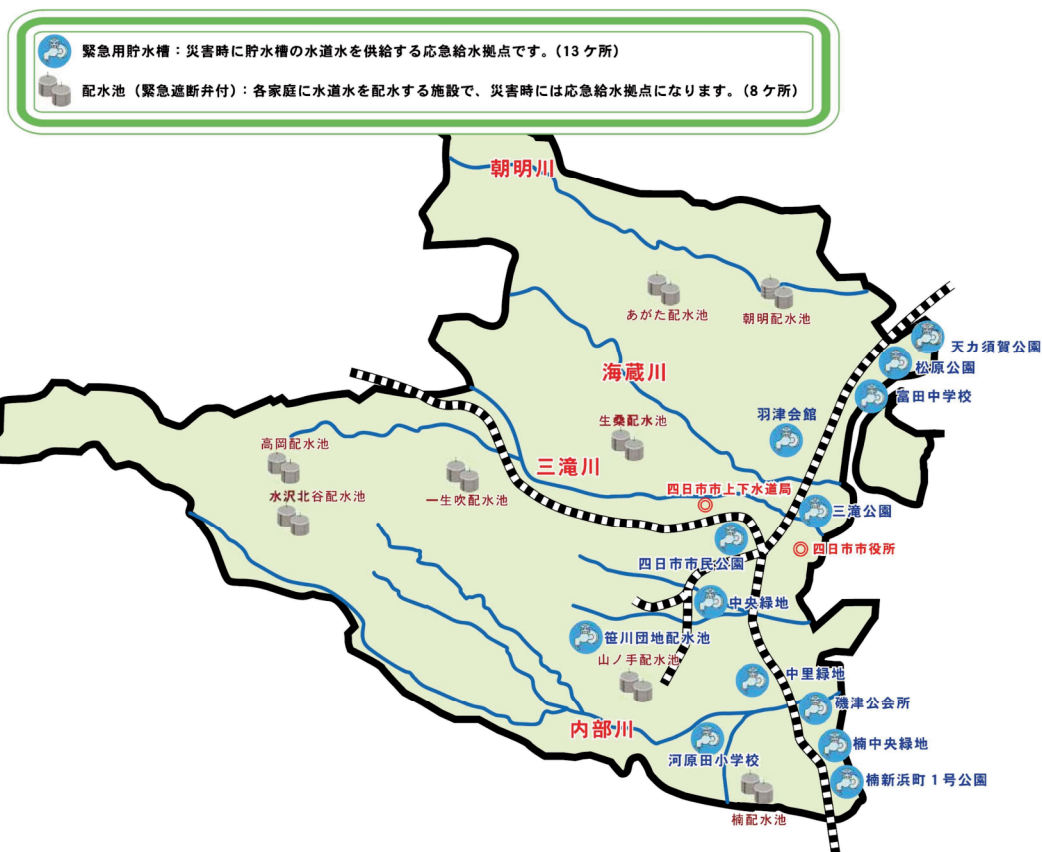 緊急用貯水槽:災害時に貯水槽の水道水を供給する応急給水拠点です。(13ケ所)
配水池(緊急遮断弁付):各家庭に水道水を配水する施設で、災害時には応急給水拠点になります。(8ケ所)
朝明川
あがた配水池
朝明配水池
天力須賀公園
松原公園
海蔵川
富田中学校
羽津会館
生桑配水池
高岡配水池
三滝川
四日市市上下水道局
水沢北谷配水池
一生吹配水池
三滝公園
四日市市役所
四日市市民公園
中央緑地
笹川団地配水池
山ノ手配水池
中里緑地
磯津公会所
内部川
楠中央緑地
河原田小学校
楠新浜町1号公園
楠配水池